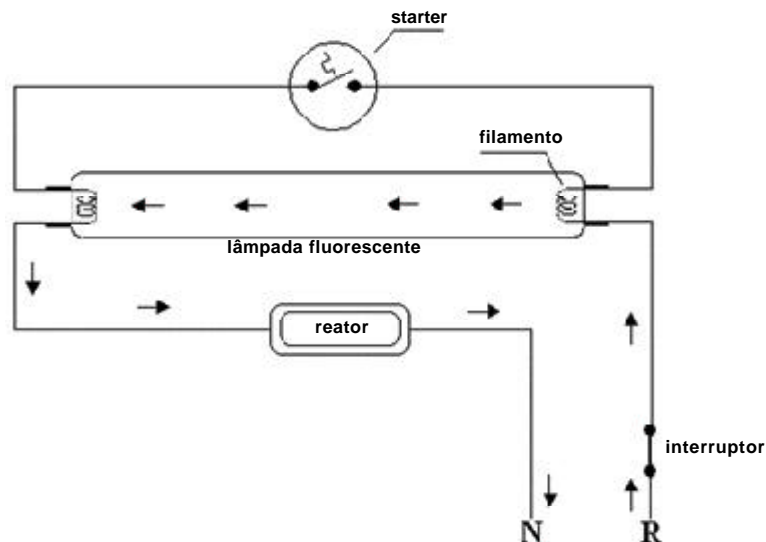 starter
filamento
lâmpada fluorescente
reator
interruptor
N
R